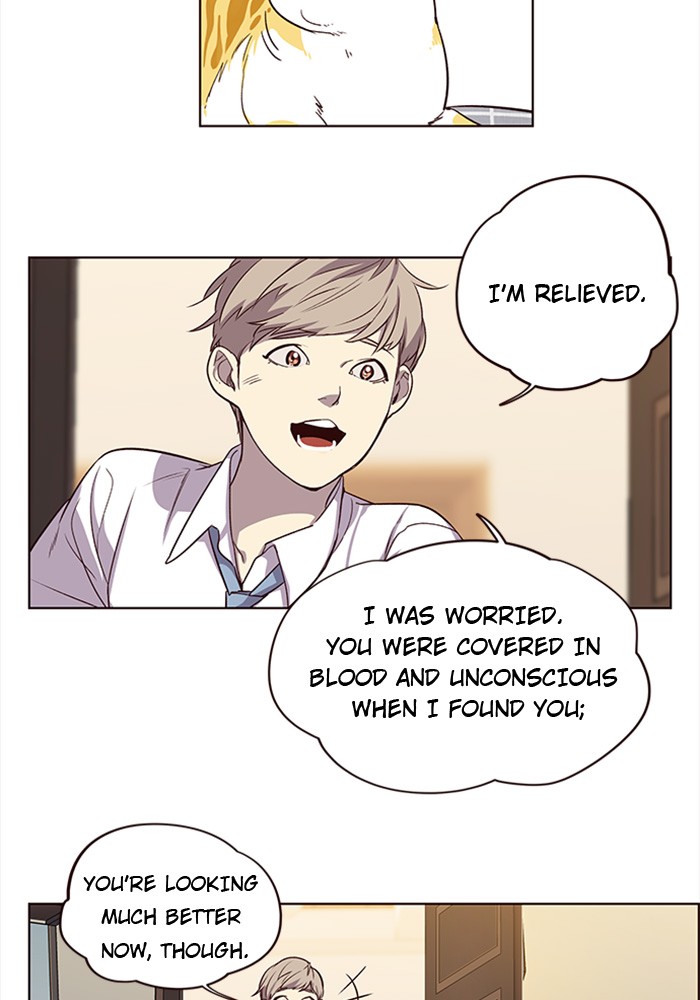 I'M RELIEVED.
I WAS WORRIED.
YOU WERE COVERED IN
BLOOD AND UNCONSCIOUS
WHEN I FOUND YOU;
YOU'RE LOOKING
MUCH BETTER
NOW, THOUGH.